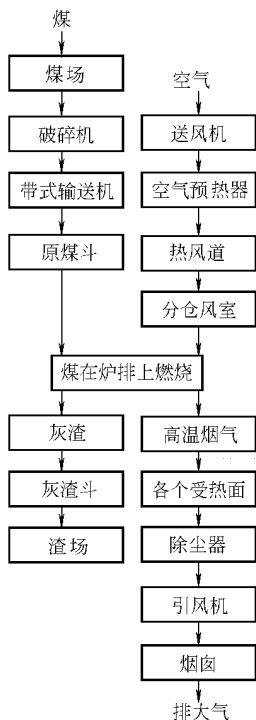 煤
煤场
破碎机
带式输送机
原煤斗
空气
送风机
空气预热器
热风道
分仓风室
煤在炉排上燃烧
灰渣
灰渣斗
渣场
高温烟气
各个受热面
除尘器
引风机
烟囱
排大气